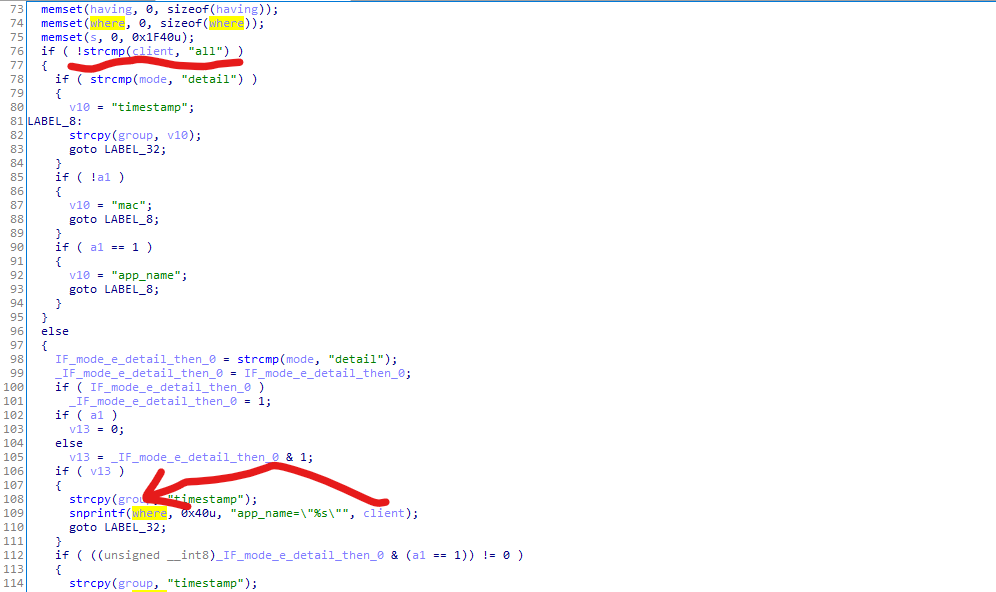 73 memset(having, 0, sizeof(having));
74 memset(where, 0, sizeof(where));
75 memset(s, 0, 0x1F40u);
76 if ( !strcmp(client, "all") )
77 {
78 if ( strcmp(mode, "detail") )
79 {
80 v10 = "timestamp";
81 LABEL_8:
82 strcpy(group, v10);
83 goto LABEL_32;
84 }
85 if ( !a1 )
86 {
87 v10 = "mac";
88 goto LABEL_8;
89 }
90 if ( a1 == 1 )
91 {
92 v10 = "app_name";
93 goto LABEL_8;
94 }
95 }
96 else
97 {
98 IF_mode_e_detail_then_0 = strcmp(mode, "detail");
99 _IF_mode_e_detail_then_0 = IF_mode_e_detail_then_0;
100 if ( IF_mode_e_detail_then_0 )
101 _IF_mode_e_detail_then_0 = 1;
102 if ( a1 )
103 v13 = 0;
104 else
105 v13 = _IF_mode_e_detail_then_0 & 1;
106 if ( v13 )
107 {
108 strcpy(group, "timestamp");
109 snprintf(where, 0x40u, "app_name=\"%s\"", client);
110 goto LABEL_32;
111 }
112 if ( ((unsigned __int8)_IF_mode_e_detail_then_0 & (a1 == 1)) != 0 )
113 {
114 strcpy(group, "timestamp");